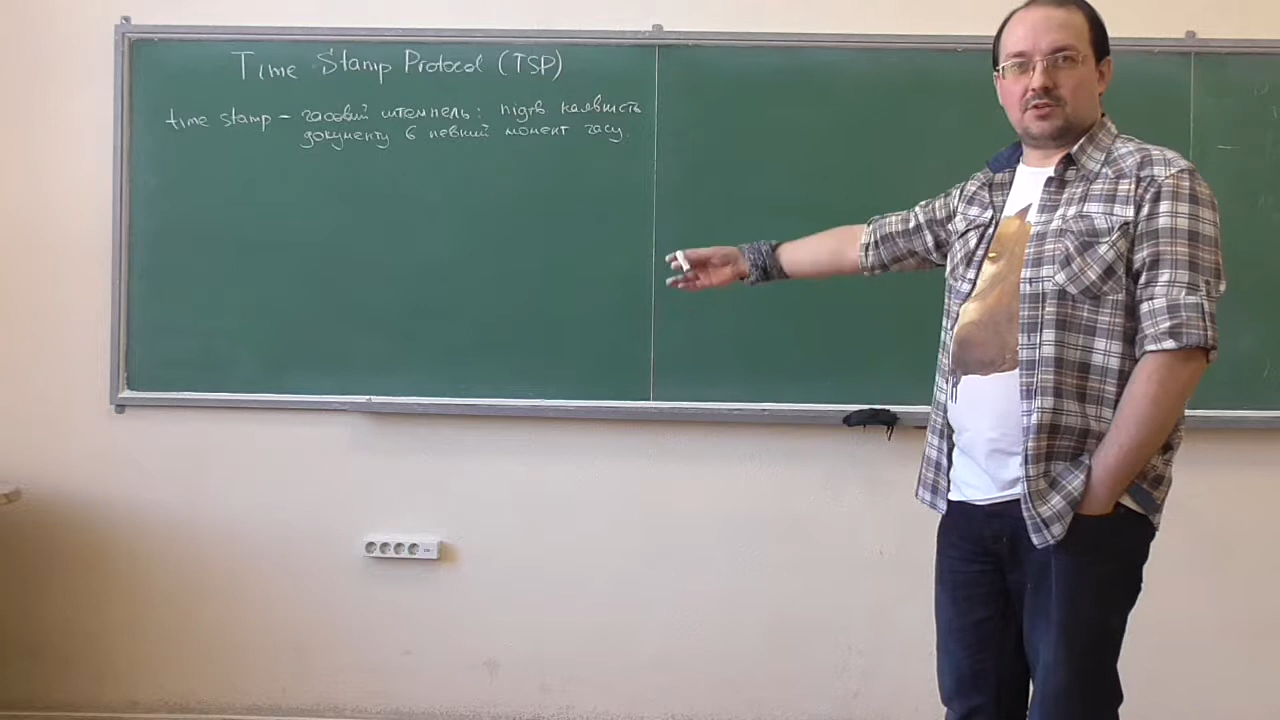 Time Stamp Protocol (TSP)
time stamp - часовий штемпель: підтв наявність
документу в певний момент часу.